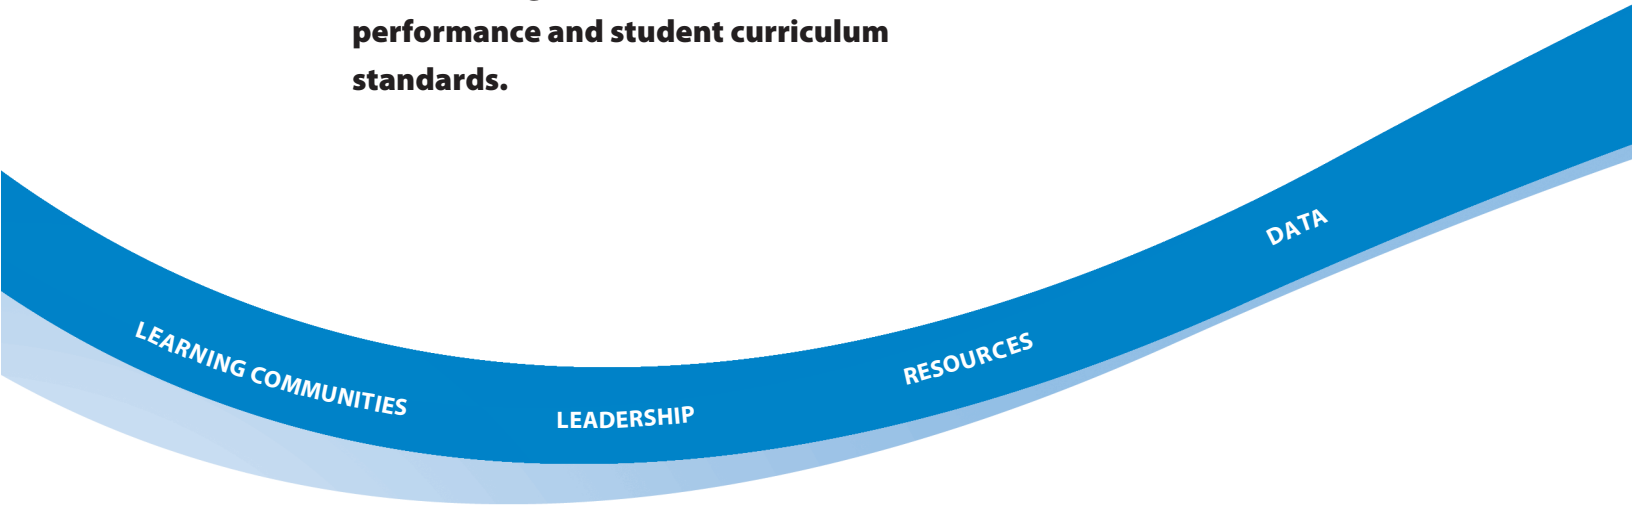 performance and student curriculum
standards.
DATA
RESOURCES
LEARNING COMMUNITIES
LEADERSHIP